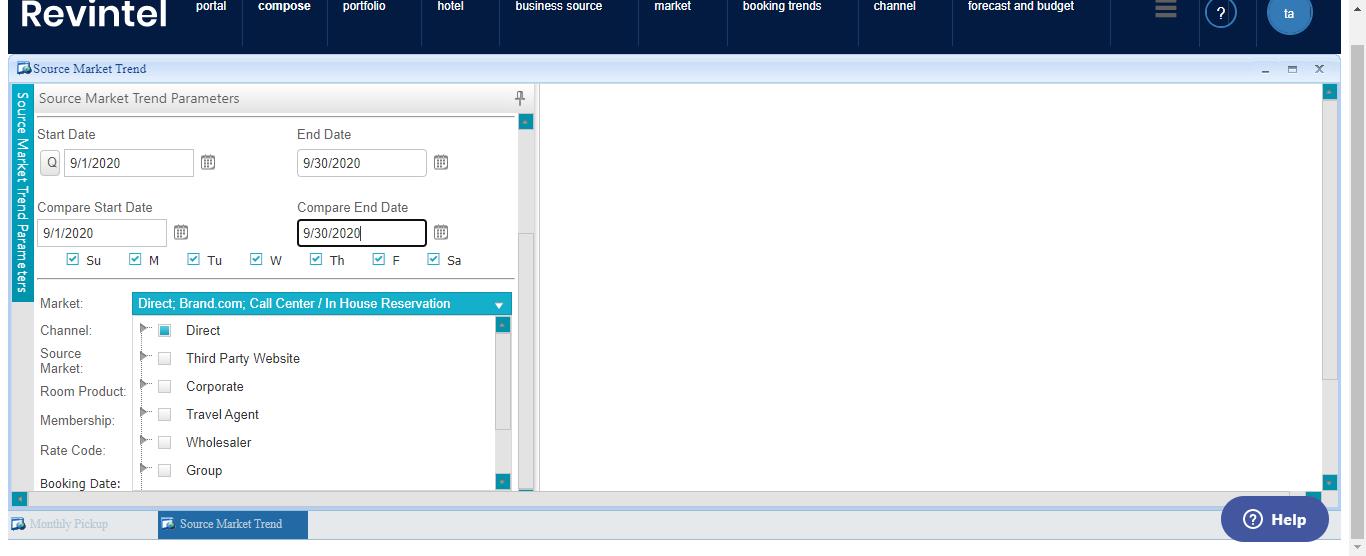 Revintel
portal compose portfolio hotel business source market booking trends channel forecast and budget ? ta
Source Market Trend
Source Market Trend Parameters
Source Market Trend Parameters
Start Date End Date
Q 9/1/2020 9/30/2020
Compare Start Date Compare End Date
9/1/2020 9/30/2020
Su M Tu W Th F Sa
Market: Direct; Brand.com; Call Center / In House Reservation
Channel: Direct
Source
Market: Third Party Website
Room Product: Corporate
Membership: Travel Agent
Rate Code: Wholesaler
Booking Date: Group
Monthly Pickup Source Market Trend
? Help